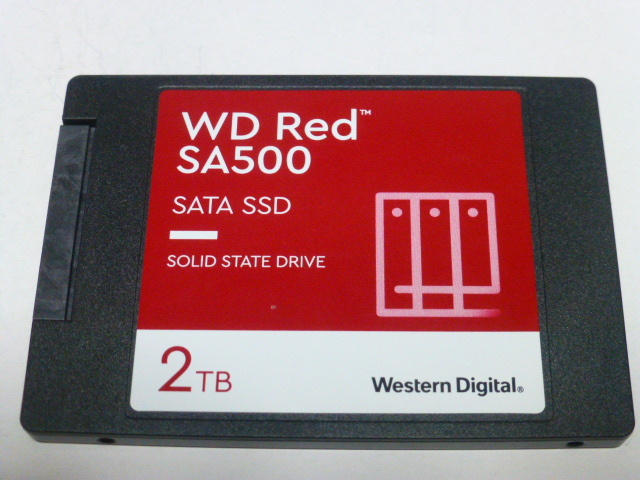 WD Red™
SA500
SATA SSD
SOLID STATE DRIVE
2TB
Western Digital®